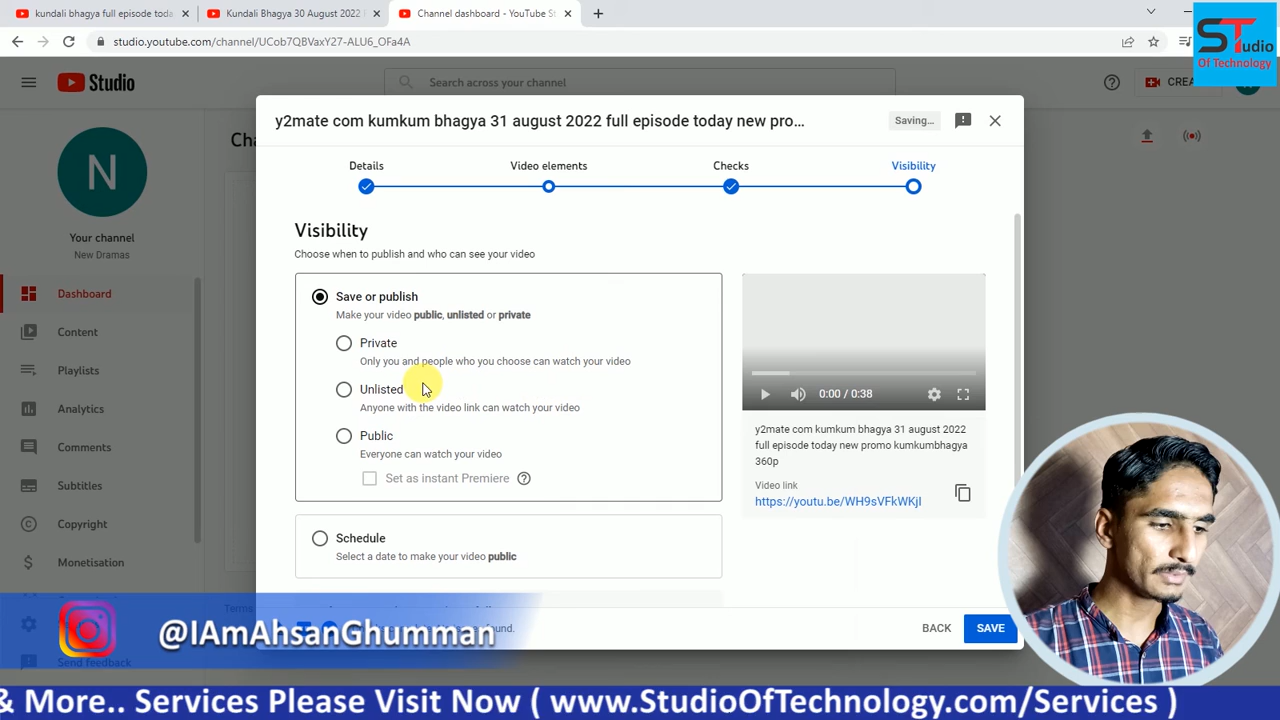 kundali bhagya full episode toda
Kundali Bhagya 30 August 2022
Channel dashboard - YouTube St
studio.youtube.com/channel/UCob7QBVaxY27-ALU6_OFa4A
STudio
Of Technology
Studio
Search across your channel
CREA
y2mate com kumkum bhagya 31 august 2022 full episode today new pro...
Saving...
Details
Video elements
Checks
Visibility
N
Your channel
New Dramas
Dashboard
Content
Playlists
Analytics
Comments
Subtitles
Copyright
Monetisation
Send feedback
Cha
Terms
Visibility
Choose when to publish and who can see your video
Save or publish
Make your video public, unlisted or private
Private
Only you and people who you choose can watch your video
Unlisted
Anyone with the video link can watch your video
Public
Everyone can watch your video
Set as instant Premiere
Schedule
Select a date to make your video public
0:00 / 0:38
y2mate com kumkum bhagya 31 august 2022
full episode today new promo kumkumbhagya
360p
Video link
https://youtu.be/WH9sVFkWKjI
found.
BACK
SAVE
@IAmAhsanGhumman
& More.. Services Please Visit Now ( www.StudioOfTechnology.com/Services )